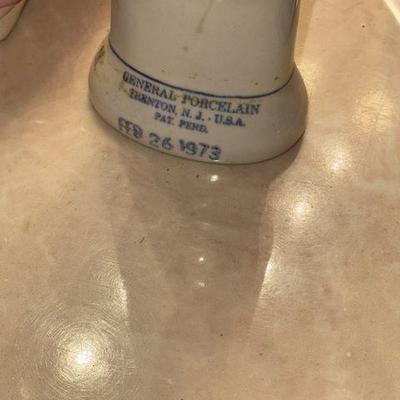 GENERAL PORCELAIN
TRENTON, N. J. - U.S.A.
PAT. PEND.
FEB 26 1973